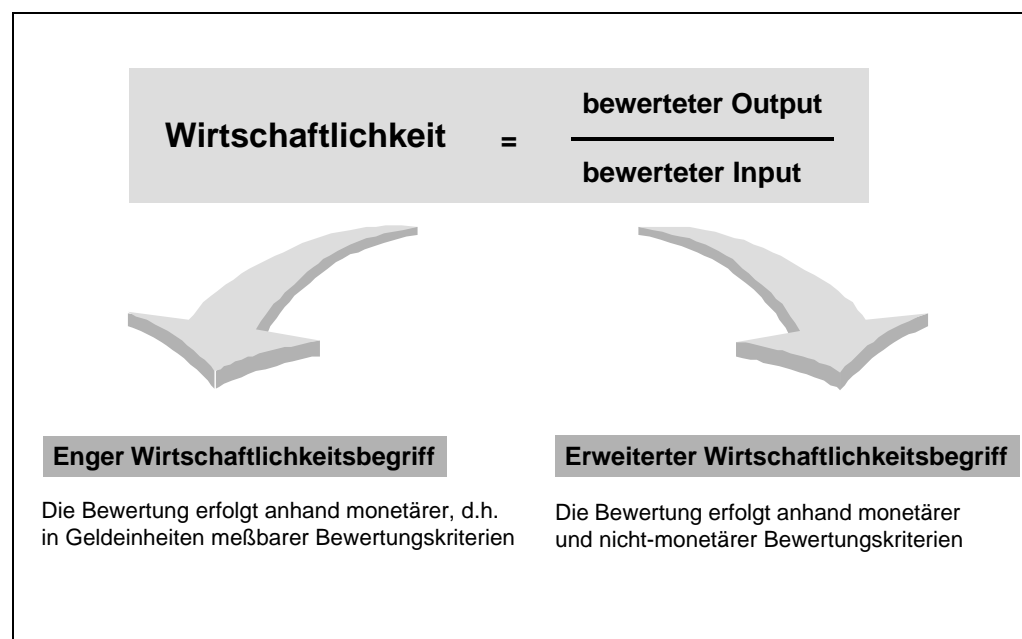 bewerteter Output
Wirtschaftlichkeit =
bewerteter Input
Enger Wirtschaftlichkeitsbegriff
Die Bewertung erfolgt anhand monetärer, d.h.
in Geldeinheiten meßbarer Bewertungskriterien
Erweiterter Wirtschaftlichkeitsbegriff
Die Bewertung erfolgt anhand monetärer
und nicht-monetärer Bewertungskriterien